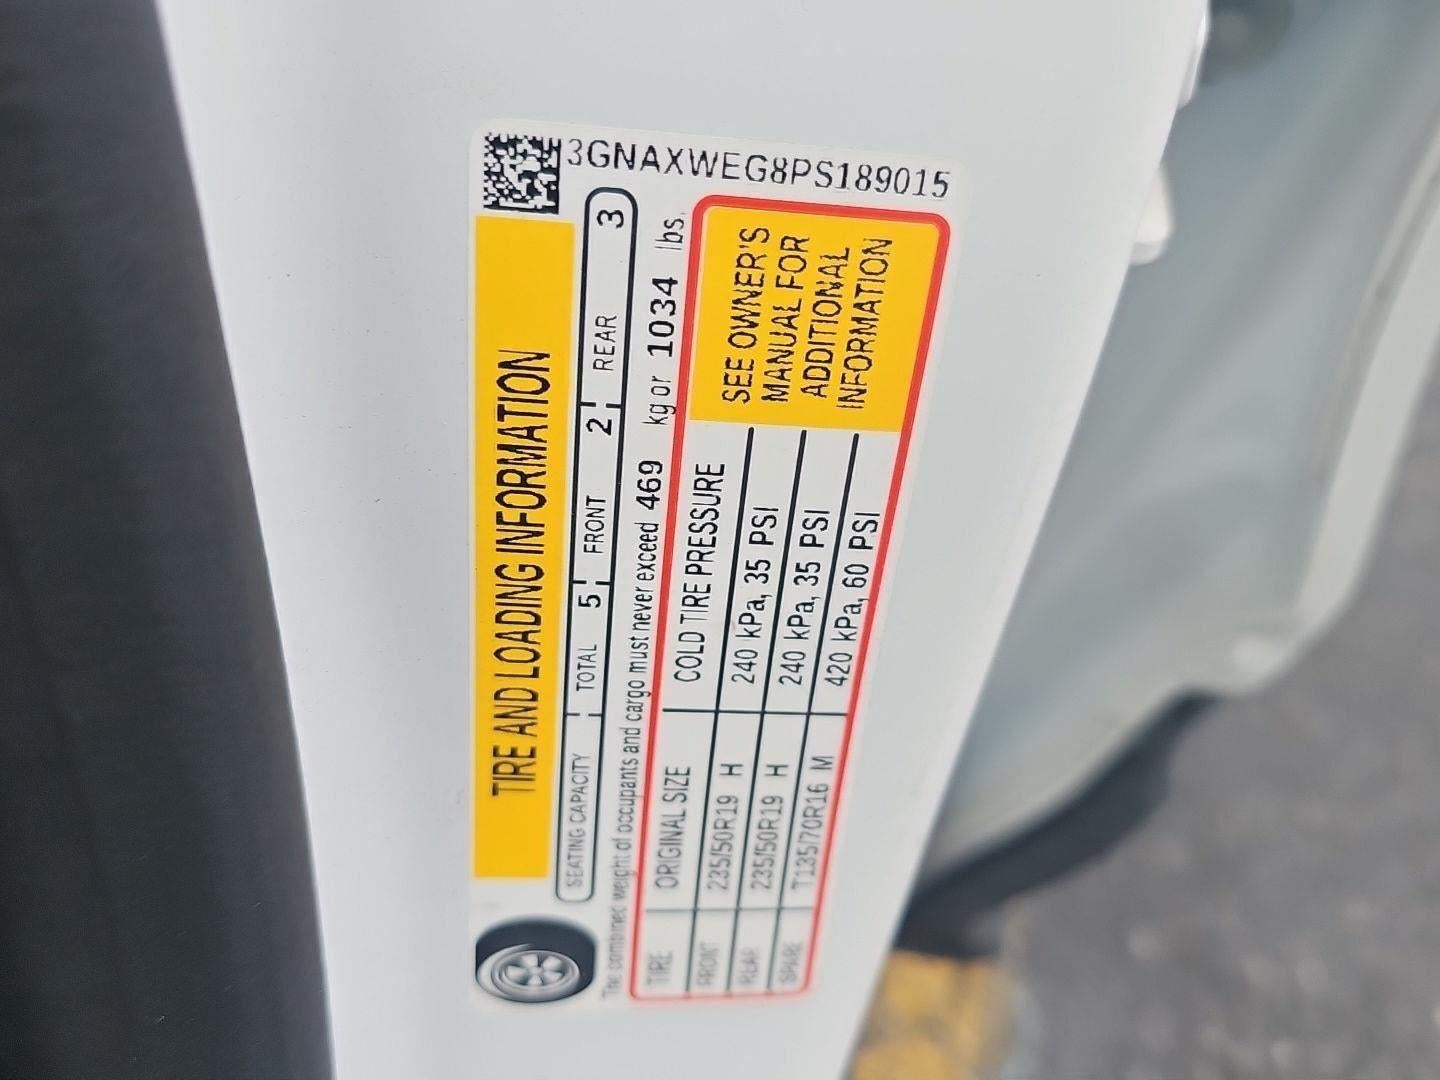 3GNAXWEG8PS189015
TIRE AND LOADING INFORMATION
SEATING CAPACITY TOTAL 5 FRONT 2 REAR 3
The combined weight of occupants and cargo must never exceed 469 kg or 1034 lbs.
TIRE ORIGINAL SIZE COLD TIRE PRESSURE
FRONT 235/50R19 H 240 kPa, 35 PSI
REAR 235/50R19 H 240 kPa, 35 PSI
SPARE T135/70R16 M 420 kPa, 60 PSI
SEE OWNER'S
MANUAL FOR
ADDITIONAL
INFORMATION